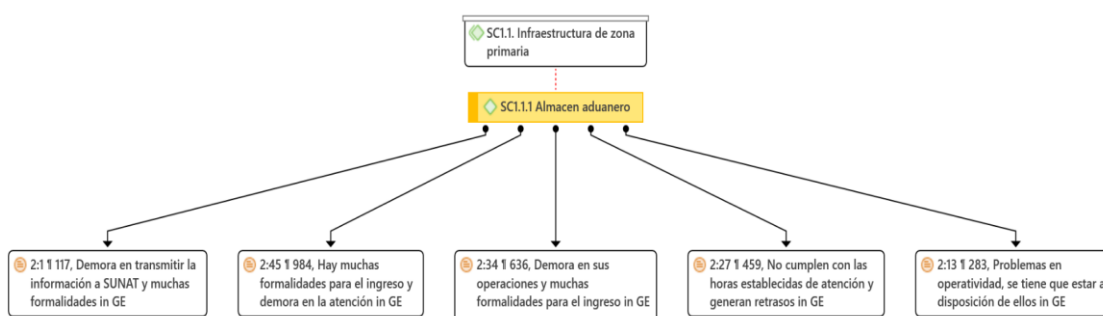 SC1.1. Infraestructura de zona
primaria
SC1.1.1 Almacen aduanero
2:1 ¶ 117, Demora en transmitir la
información a SUNAT y muchas
formalidades in GE
2:45 ¶ 984, Hay muchas
formalidades para el ingreso y
demora en la atención in GE
2:34 ¶ 636, Demora en sus
operaciones y muchas
formalidades para el ingreso in GE
2:27 ¶ 459, No cumplen con las
horas establecidas de atención y
generan retrasos in GE
2:13 ¶ 283, Problemas en
operatividad, se tiene que estar a
disposición de ellos in GE